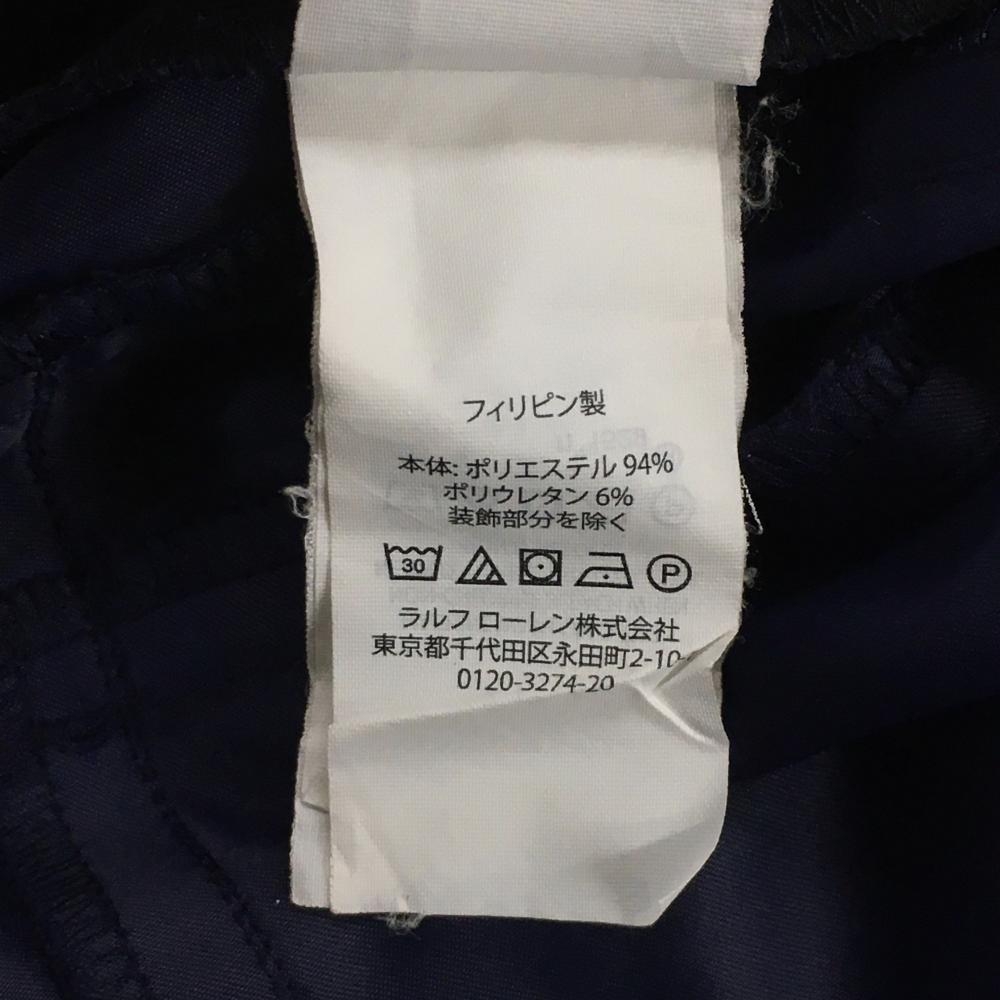 フィリピン製
本体: ポリエステル 94%
ポリウレタン 6%
装飾部分を除く
30
P
ラルフ ローレン株式会社
東京都千代田区永田町2-10-
0120-3274-20